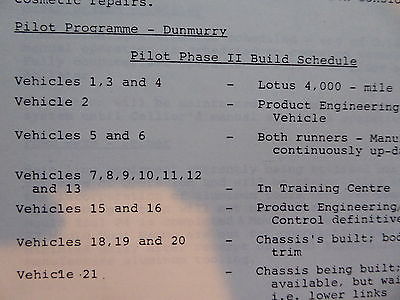 cosmetic repairs.
Pilot Programme - Dunmurry
Pilot Phase II Build Schedule
Vehicles 1,3 and 4 - Lotus 4,000 - mile
Vehicle 2 - Product Engineering
Vehicle
Vehicles 5 and 6 - Both runners - Manu
continuously up-da
Vehicles 7,8,9,10,11,12
and 13 - In Training Centre
Vehicles 15 and 16 - Product Engineering/
Control definitive
Vehicles 18,19 and 20 - Chassis's built; bod
trim
Vehicle 21 - Chassis being built;
available, but wai
i.e. lower links